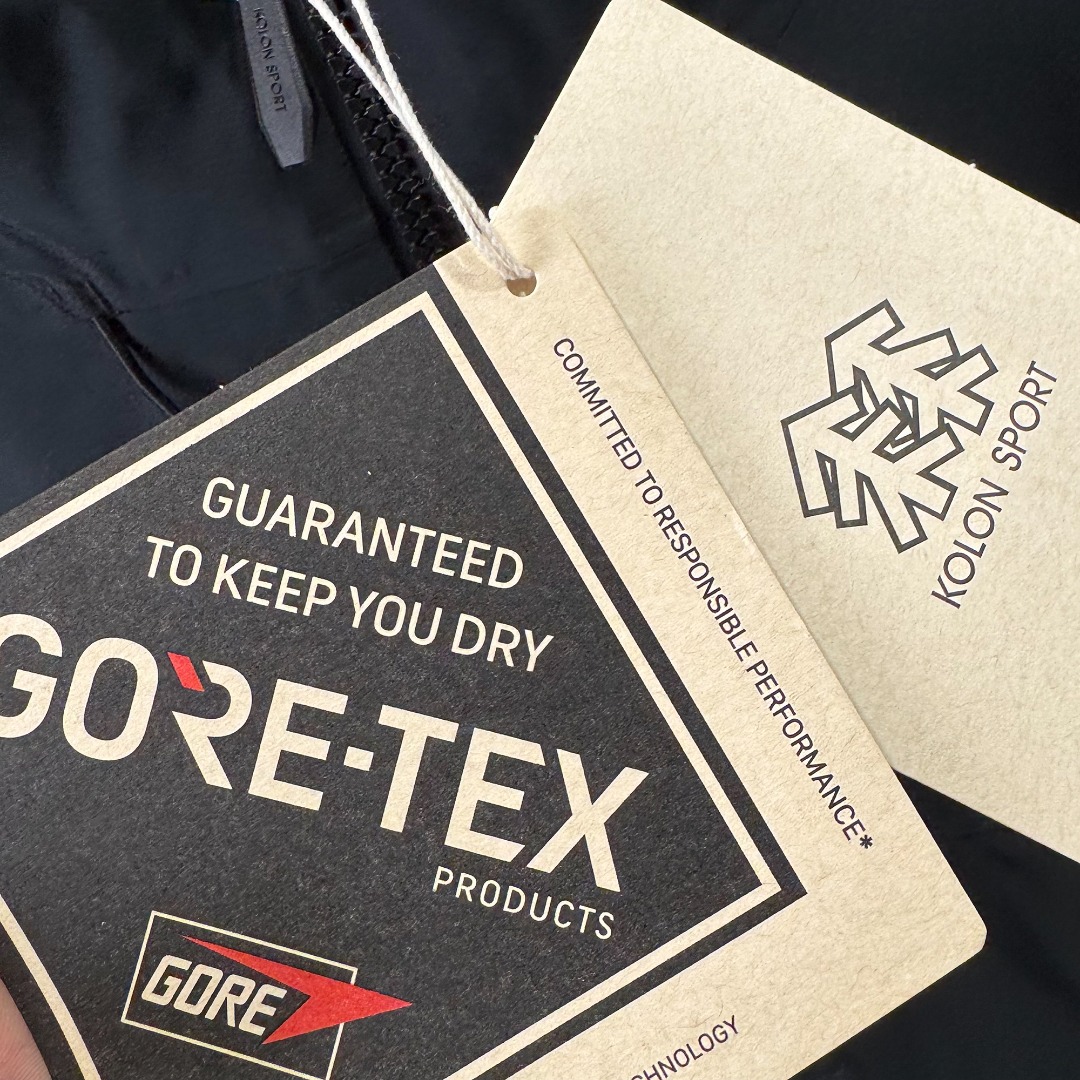 KOLON SPORT
GUARANTEED
TO KEEP YOU DRY
GORE-TEX
PRODUCTS
GORE
COMMITTED TO RESPONSIBLE PERFORMANCE*
KOLON SPORT